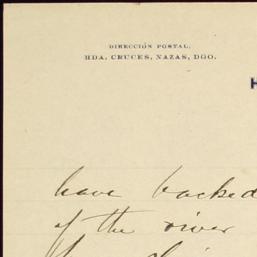 DIRECCIÓN POSTAL,
HDA. CRUCES, NAZAS, DGO.
H
have backed
of the river